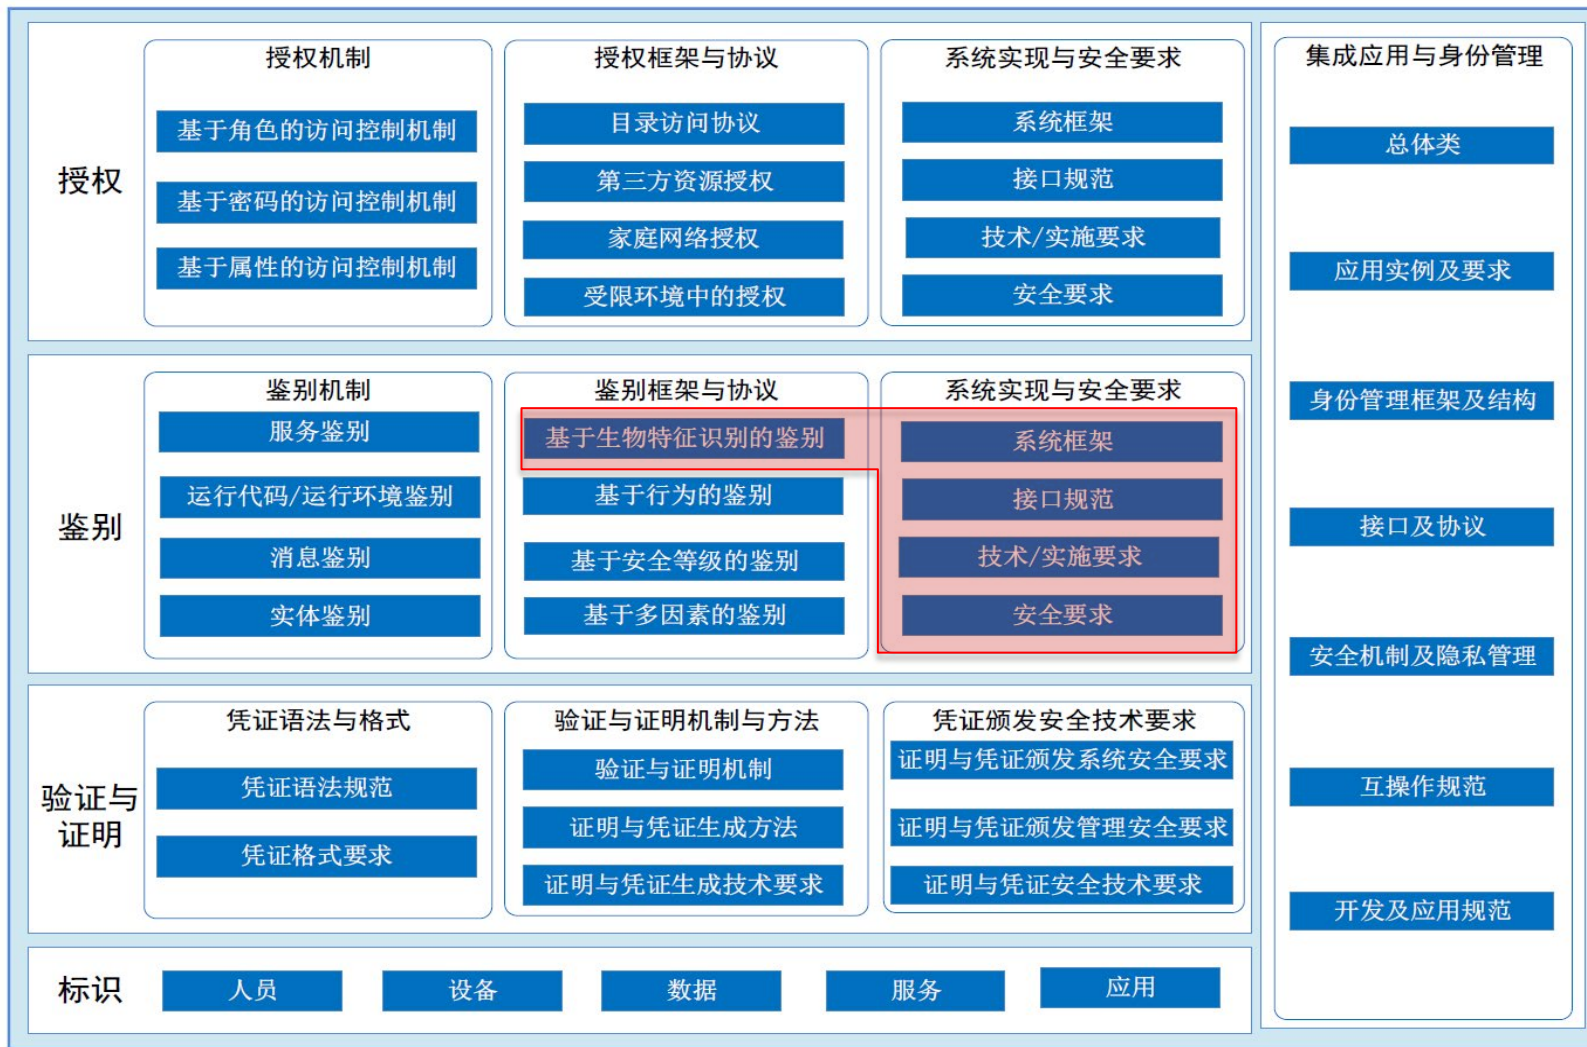 授权
授权机制
基于角色的访问控制机制
基于密码的访问控制机制
基于属性的访问控制机制
授权框架与协议
目录访问协议
第三方资源授权
家庭网络授权
受限环境中的授权
系统实现与安全要求
系统框架
接口规范
技术/实施要求
安全要求
鉴别
鉴别机制
服务鉴别
运行代码/运行环境鉴别
消息鉴别
实体鉴别
鉴别框架与协议
基于生物特征识别的鉴别
基于行为的鉴别
基于安全等级的鉴别
基于多因素的鉴别
系统实现与安全要求
系统框架
接口规范
技术/实施要求
安全要求
验证与
证明
凭证语法与格式
凭证语法规范
凭证格式要求
验证与证明机制与方法
验证与证明机制
证明与凭证生成方法
证明与凭证生成技术要求
凭证颁发安全技术要求
证明与凭证颁发系统安全要求
证明与凭证颁发管理安全要求
证明与凭证安全技术要求
标识
人员
设备
数据
服务
应用
集成应用与身份管理
总体类
应用实例及要求
身份管理框架及结构
接口及协议
安全机制及隐私管理
互操作规范
开发及应用规范